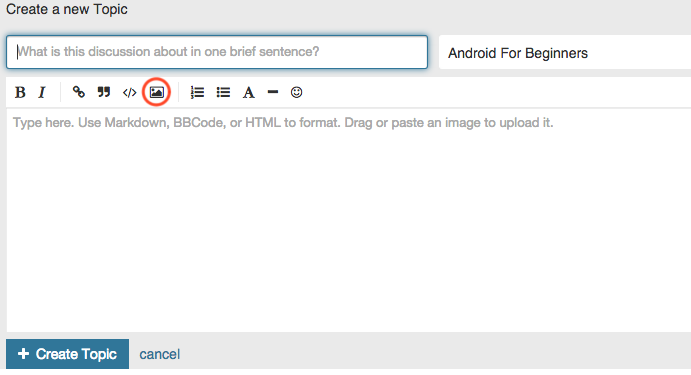 Create a new Topic
What is this discussion about in one brief sentence?
Android For Beginners
B I </> A
Type here. Use Markdown, BBCode, or HTML to format. Drag or paste an image to upload it.
+ Create Topic cancel